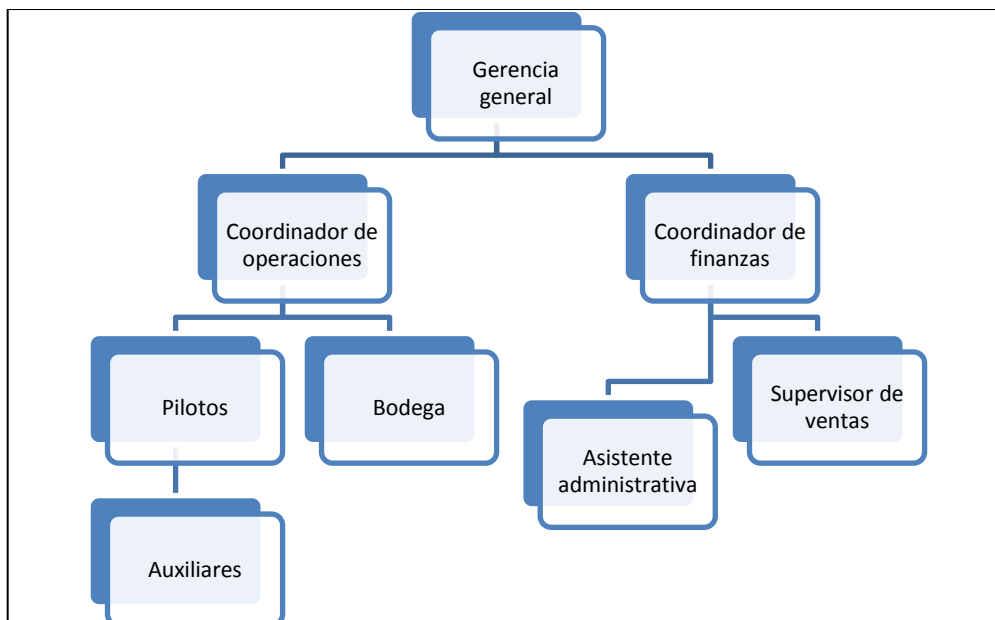 Gerencia
general
Coordinador de
operaciones
Coordinador de
finanzas
Pilotos
Bodega
Asistente
administrativa
Supervisor de
ventas
Auxiliares